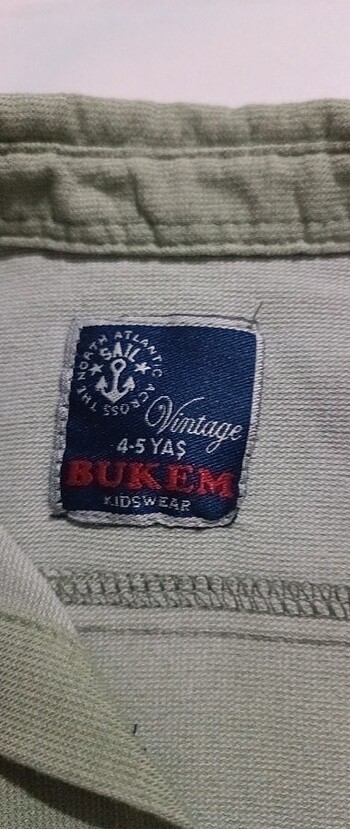 SAIL ACROSS THE NORTH ATLANTIC
Vintage
4-5 YAŞ
BUKEM
KIDSWEAR